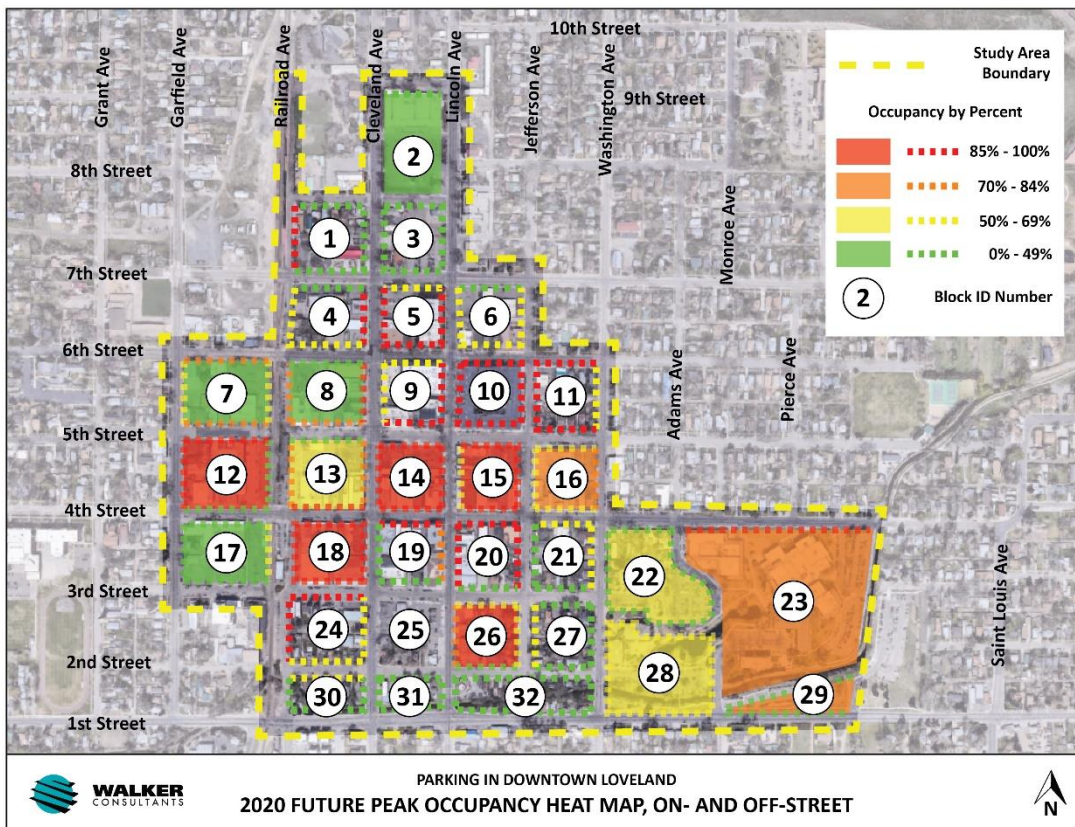 10th Street
Grant Ave
Garfield Ave
Railroad Ave
Cleveland Ave
Lincoln Ave
Jefferson Ave
Washington Ave
9th Street
8th Street
Monroe Ave
7th Street
6th Street
Adams Ave
Pierce Ave
5th Street
4th Street
3rd Street
2nd Street
Saint Louis Ave
1st Street
Study Area
Boundary
Occupancy by Percent
85% - 100%
70% - 84%
50% - 69%
0% - 49%
2 Block ID Number
2
1 3
4 5 6
7 8 9 10 11
12 13 14 15 16
17 18 19 20 21 22 23
24 25 26 27 28
29
30 31 32
WALKER
CONSULTANTS
PARKING IN DOWNTOWN LOVELAND
2020 FUTURE PEAK OCCUPANCY HEAT MAP, ON- AND OFF-STREET
N